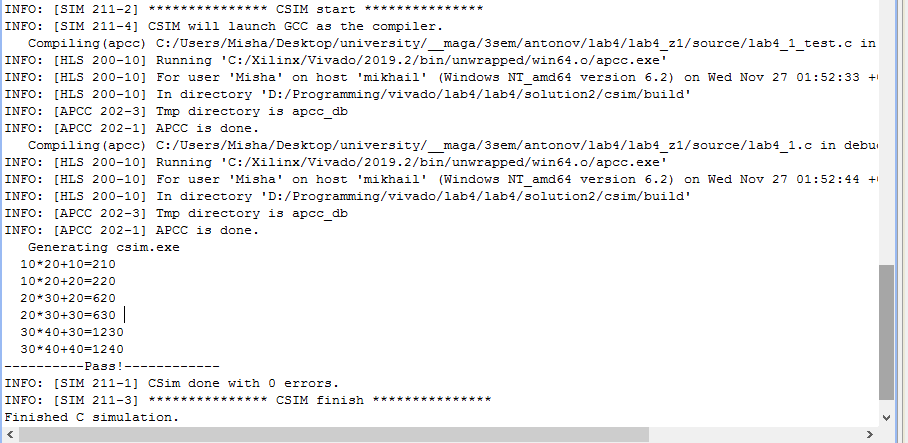 INFO: [SIM 211-2] *************** CSIM start ***************
INFO: [SIM 211-4] CSIM will launch GCC as the compiler.
   Compiling(apcc) C:/Users/Misha/Desktop/university/__maga/3sem/antonov/lab4/lab4_z1/source/lab4_1_test.c in
INFO: [HLS 200-10] Running 'C:/Xilinx/Vivado/2019.2/bin/unwrapped/win64.o/apcc.exe'
INFO: [HLS 200-10] For user 'Misha' on host 'mikhail' (Windows NT_amd64 version 6.2) on Wed Nov 27 01:52:33 +
INFO: [HLS 200-10] In directory 'D:/Programming/vivado/lab4/lab4/solution2/csim/build'
INFO: [APCC 202-3] Tmp directory is apcc_db
INFO: [APCC 202-1] APCC is done.
   Compiling(apcc) C:/Users/Misha/Desktop/university/__maga/3sem/antonov/lab4/lab4_z1/source/lab4_1.c in debu
INFO: [HLS 200-10] Running 'C:/Xilinx/Vivado/2019.2/bin/unwrapped/win64.o/apcc.exe'
INFO: [HLS 200-10] For user 'Misha' on host 'mikhail' (Windows NT_amd64 version 6.2) on Wed Nov 27 01:52:44 +
INFO: [HLS 200-10] In directory 'D:/Programming/vivado/lab4/lab4/solution2/csim/build'
INFO: [APCC 202-3] Tmp directory is apcc_db
INFO: [APCC 202-1] APCC is done.
   Generating csim.exe
  10*20+10=210
  10*20+20=220
  20*30+20=620
  20*30+30=630
  30*40+30=1230
  30*40+40=1240
----------Pass!------------
INFO: [SIM 211-1] CSim done with 0 errors.
INFO: [SIM 211-3] *************** CSIM finish ***************
Finished C simulation.